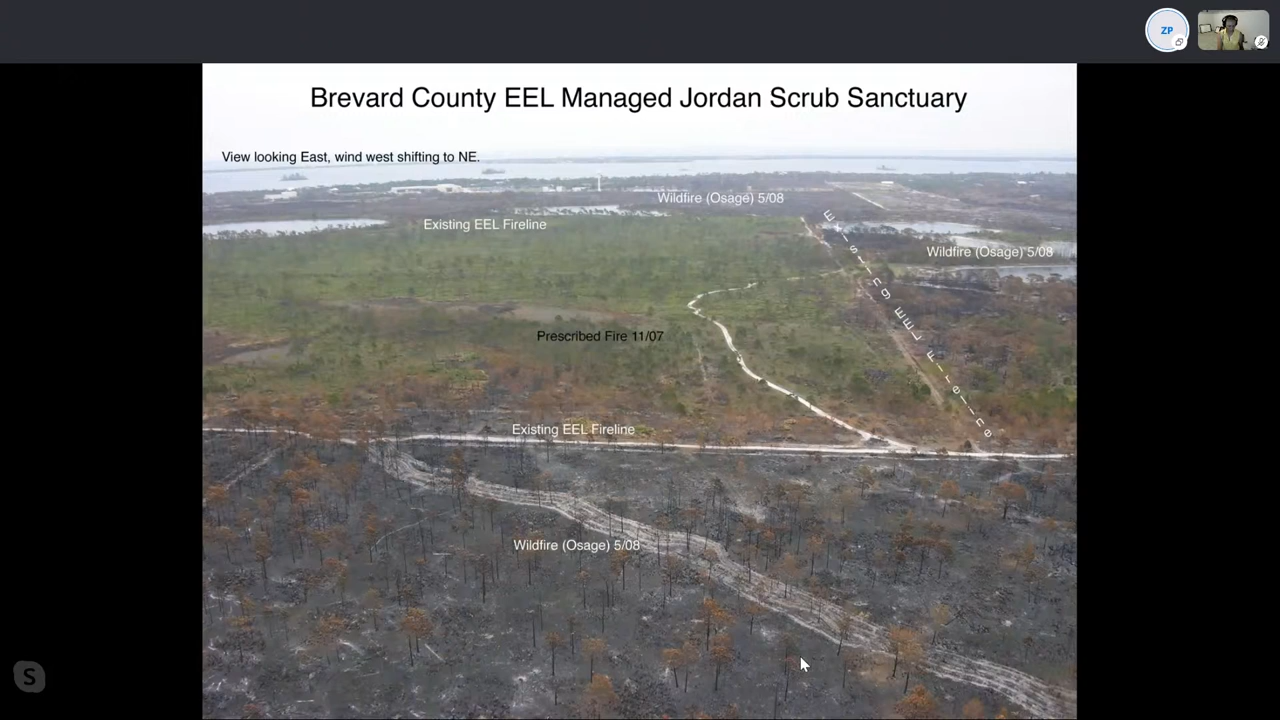 ZP
Brevard County EEL Managed Jordan Scrub Sanctuary
View looking East, wind west shifting to NE.
Wildfire (Osage) 5/08
Existing EEL Fireline
Existing EEL Fireline
Wildfire (Osage) 5/08
Prescribed Fire 11/07
Existing EEL Fireline
Wildfire (Osage) 5/08
S